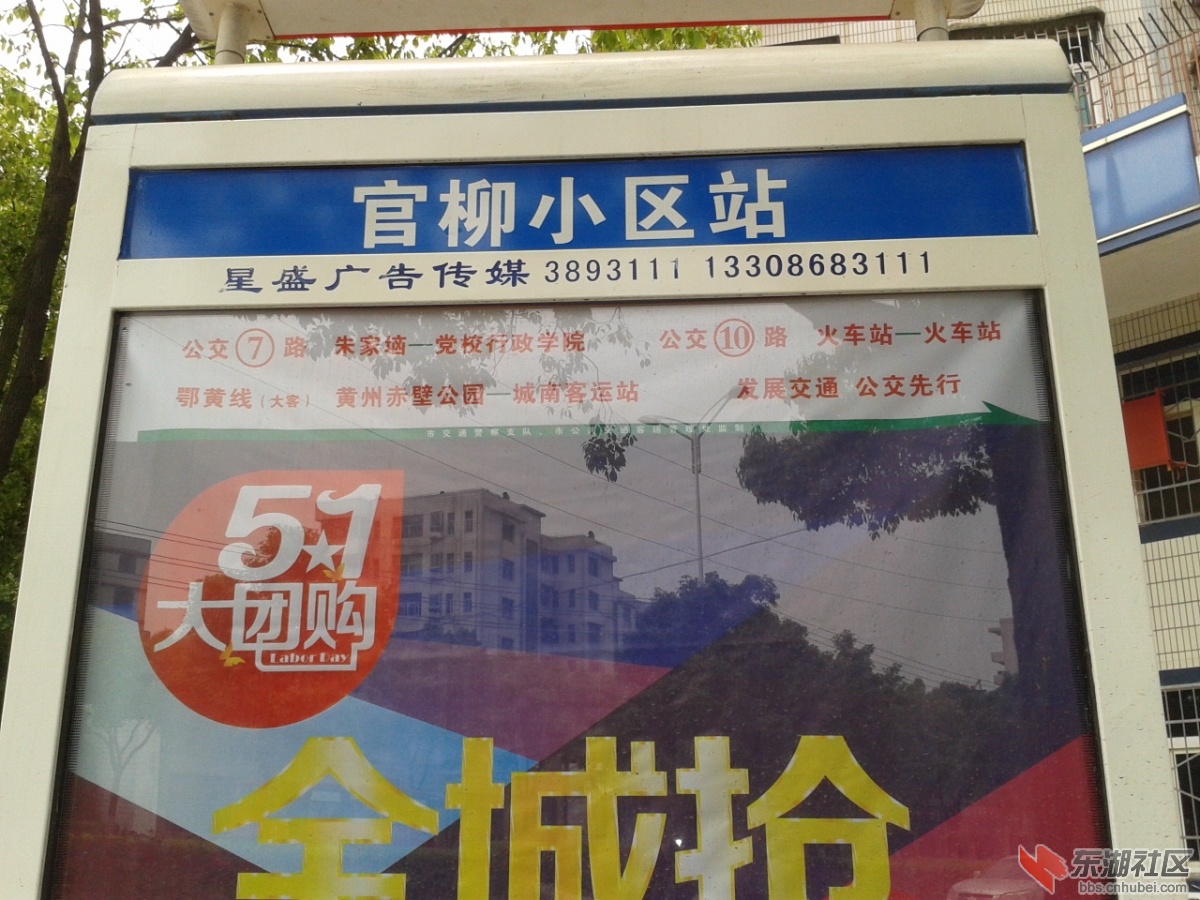 官柳小区站
星盛广告传媒 3893111 13308683111
公交 7 路 朱家垴—党校行政学院 公交 10 路 火车站—火车站
鄂黄线（大客） 黄州赤壁公园—城南客运站 发展交通 公交先行
5★1
大团购
Labor Day
全城抢
东湖社区
bbs.cnhubei.com